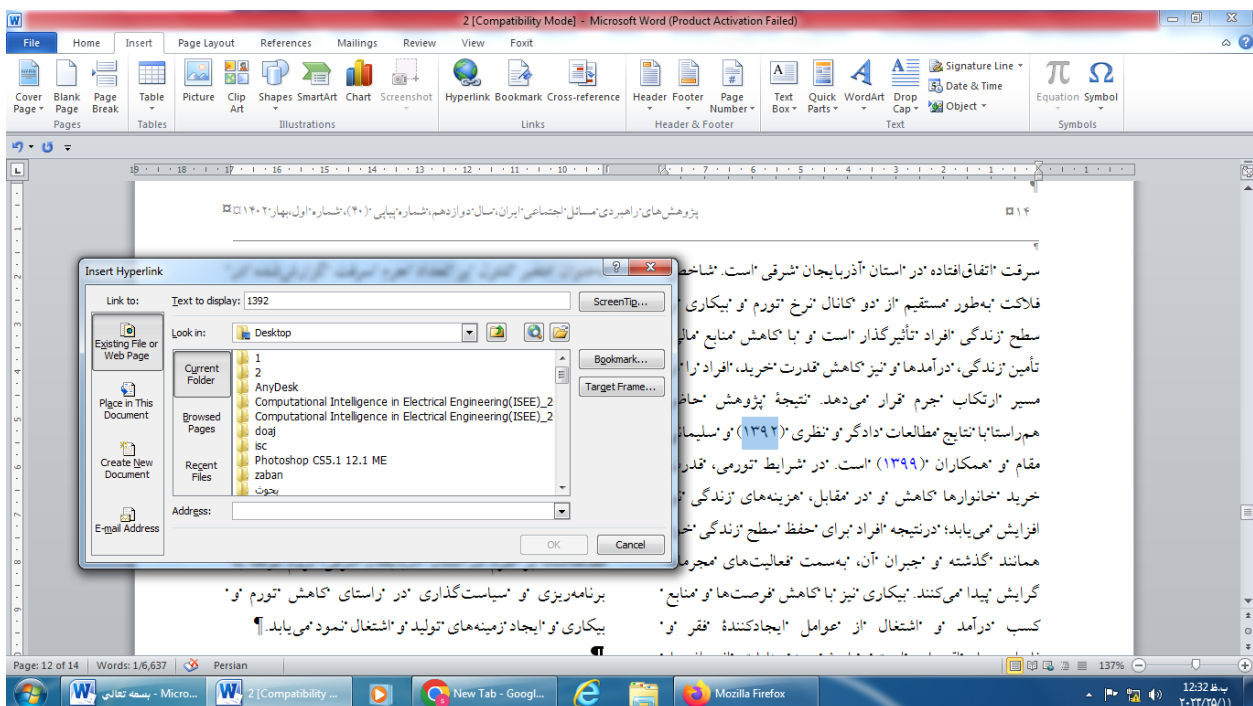 2 [Compatibility Mode] - Microsoft Word (Product Activation Failed)
File Home Insert Page Layout References Mailings Review View Foxit
Cover Page Blank Page Page Break Table Picture Clip Art Shapes SmartArt Chart Screenshot Hyperlink Bookmark Cross-reference Header Footer Page Number Text Box Quick Parts WordArt Drop Cap Signature Line Date & Time Object Equation Symbol
Pages Tables Illustrations Links Header & Footer Text Symbols
پژوهش‌های راهبردی مسائل اجتماعی ایران، سال دوازدهم، شماره پیاپی (۴۰)، شماره اول، بهار ۱۴۰۲
۱۴
سرقت اتفاق‌افتاده در استان آذربایجان شرقی است. شاخص
فلاکت به‌طور مستقیم از دو کانال نرخ تورم و بیکاری
سطح زندگی افراد تأثیرگذار است و با کاهش منابع
تأمین زندگی، درآمدها و نیز کاهش قدرت خرید، افراد را
مسیر ارتکاب جرم قرار می‌دهد. نتیجۀ پژوهش
هم‌راستا با نتایج مطالعات دادگر و نظری (۱۳۹۲) و
مقام و همکاران (۱۳۹۹) است. در شرایط تورمی،
خرید خانوارها کاهش و در مقابل، هزینه‌های زندگی
افزایش می‌یابد؛ درنتیجه افراد برای حفظ سطح زندگی
همانند گذشته و جبران آن، به‌سمت فعالیت‌های
گرایش پیدا می‌کنند. بیکاری نیز با کاهش فرصت‌ها و منابع
کسب درآمد و اشتغال از عوامل ایجادکنندۀ فقر و
برنامه‌ریزی و سیاست‌گذاری در راستای کاهش تورم و
بیکاری و ایجاد زمینه‌های تولید و اشتغال نمود می‌یابد.
Insert Hyperlink
Link to:
Text to display: 1392
ScreenTip...
Existing File or Web Page
Look in: Desktop
Current Folder
1
2
AnyDesk
Computational Intelligence in Electrical Engineering(ISEE)_2
Computational Intelligence in Electrical Engineering(ISEE)_2
doaj
isc
Photoshop CS5.1 12.1 ME
zaban
بحوث
Bookmark...
Target Frame...
Place in This Document
Browsed Pages
Create New Document
Recent Files
E-mail Address
Address:
OK Cancel
Page: 12 of 14 Words: 1/6,637 Persian 137%
بسمه تعالی - Micro... 2 [Compatibility ... New Tab - Googl... Mozilla Firefox
12:32 ب.ظ
۲۰۲۳/۲۵/۱۱